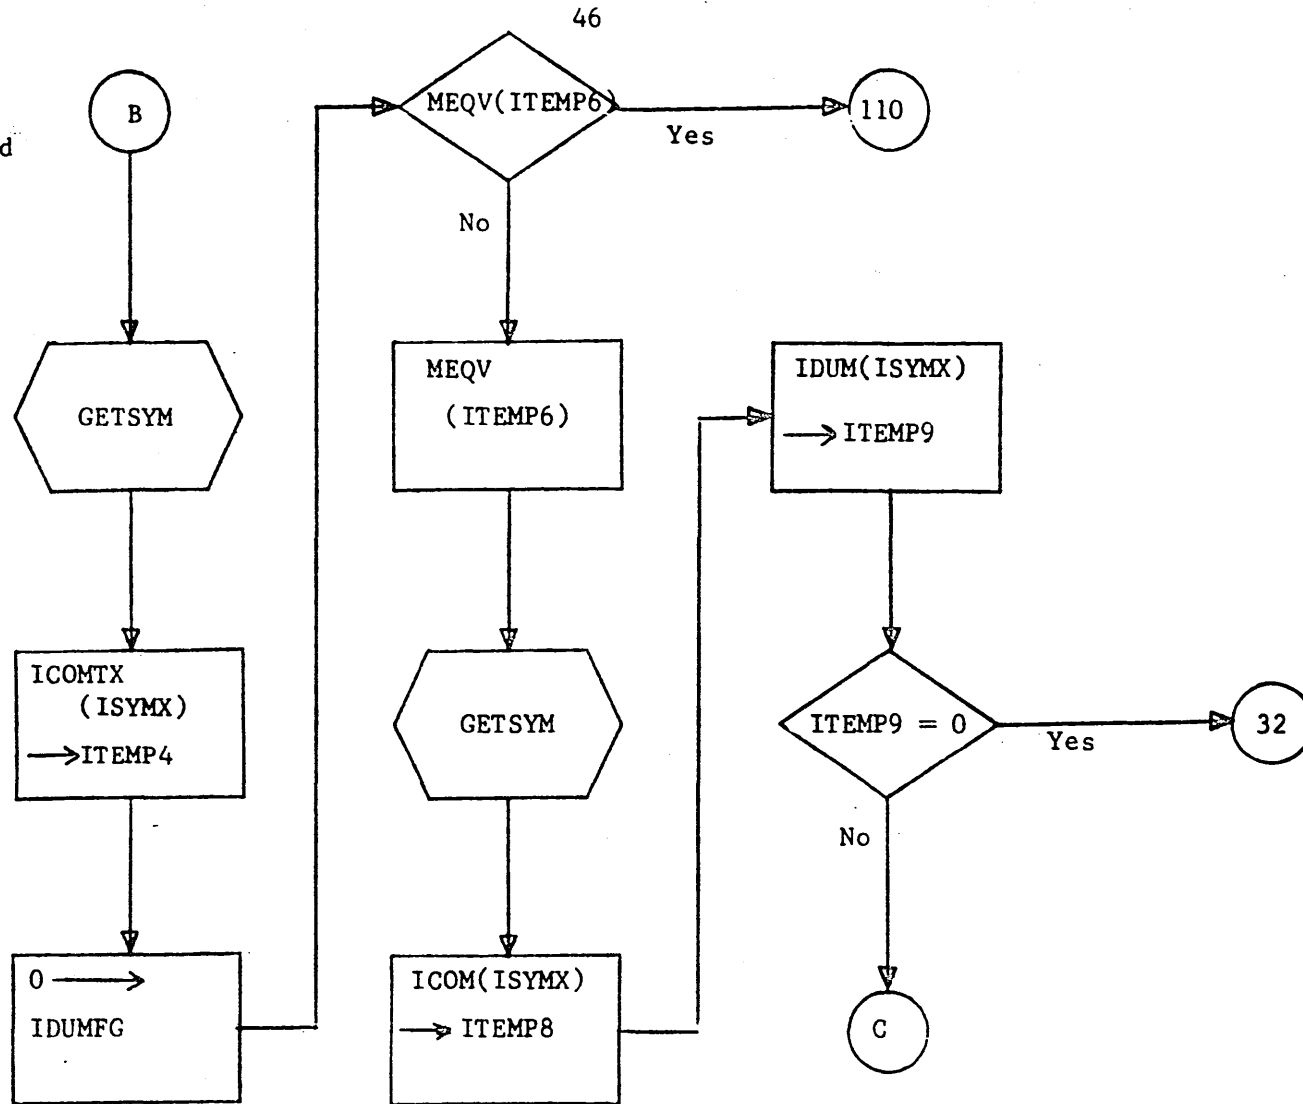 46
d
B
GETSYM
ICOMTX
(ISYMX)
→ITEMP4
0 →
IDUMFG
MEQV(ITEMP6)
Yes
110
No
MEQV
(ITEMP6)
GETSYM
ICOM(ISYMX)
→ ITEMP8
IDUM(ISYMX)
→ ITEMP9
ITEMP9 = 0
Yes
32
No
C